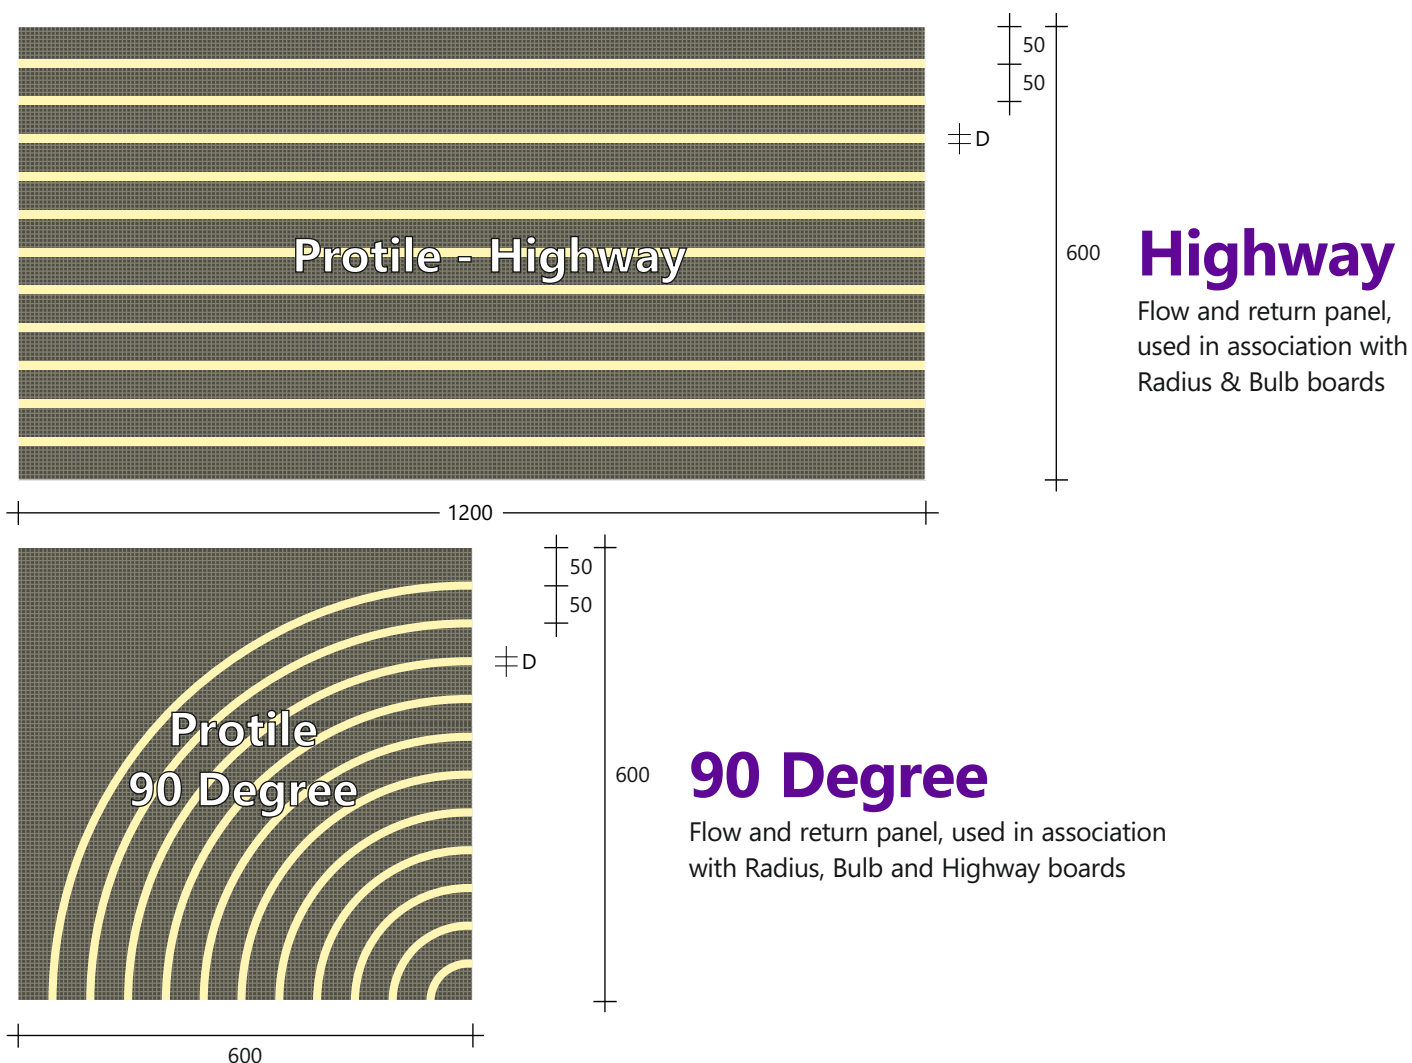 50
50
D
Protile - Highway
600
Highway
Flow and return panel,
used in association with
Radius & Bulb boards
1200
50
50
D
Protile
90 Degree
600
90 Degree
Flow and return panel, used in association
with Radius, Bulb and Highway boards
600